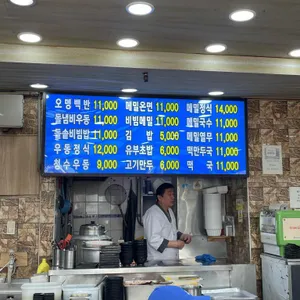 오뎅백반 11,000 메밀온면 11,000 메밀정식 14,000
돌냄비우동 11,000 비빔메밀 11,000 메밀국수 11,000
돌솥비빔밥 11,000 김밥 5,000 메밀열무 11,000
우동정식 12,000 유부초밥 6,000 떡만두국 11,000
정수우동 9,000 고기만두 6,000 떡국 11,000